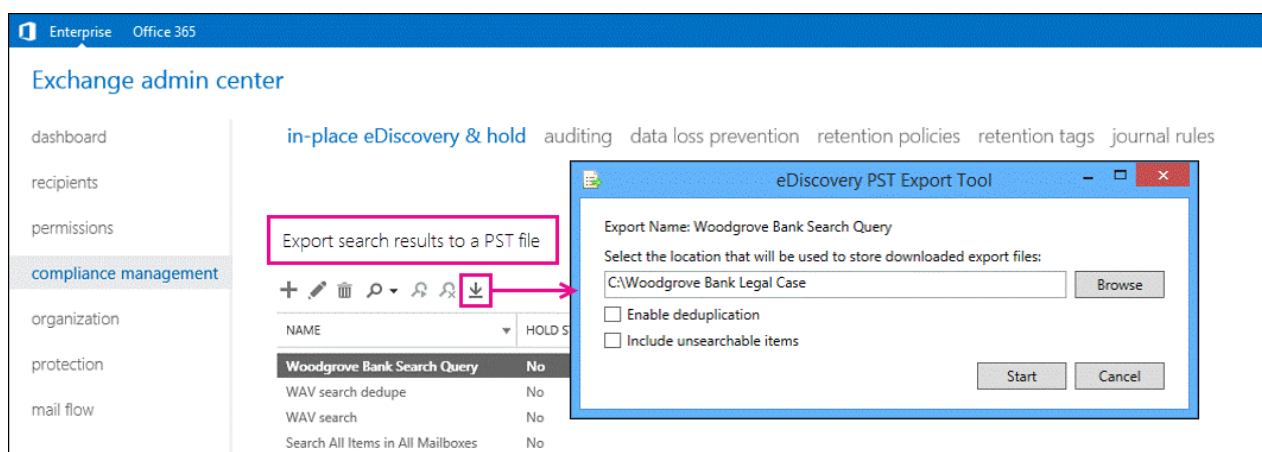 Enterprise Office 365
Exchange admin center
dashboard
recipients
permissions
compliance management
organization
protection
mail flow
in-place eDiscovery & hold auditing data loss prevention retention policies retention tags journal rules
Export search results to a PST file
NAME HOLD S
Woodgrove Bank Search Query No
WAV search dedupe No
WAV search No
Search All Items in All Mailboxes No
eDiscovery PST Export Tool
Export Name: Woodgrove Bank Search Query
Select the location that will be used to store downloaded export files:
C:\Woodgrove Bank Legal Case Browse
Enable deduplication
Include unsearchable items
Start Cancel